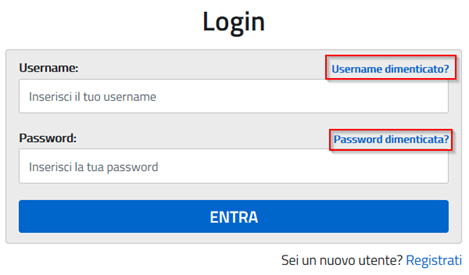 Login
Username: Username dimenticato?
Inserisci il tuo username
Password: Password dimenticata?
Inserisci la tua password
ENTRA
Sei un nuovo utente? Registrati